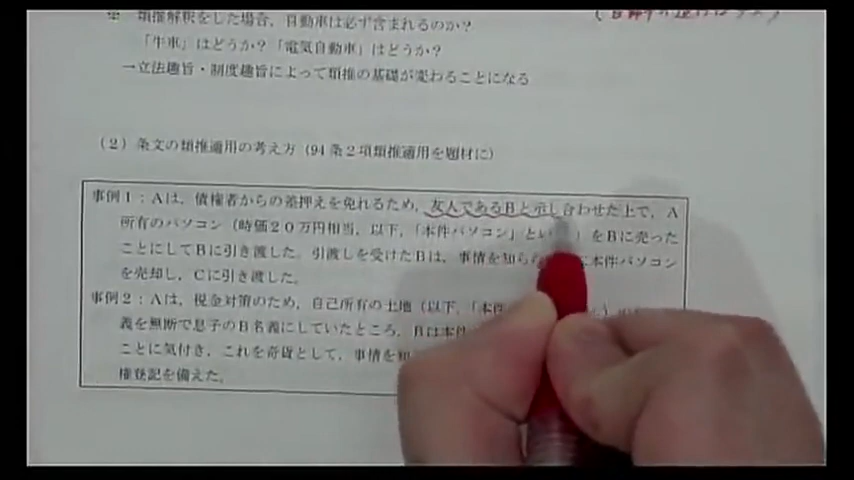 ※ 類推解釈をした場合，自動車は必ず含まれるのか？
「牛車」はどうか？「電気自動車」はどうか？
→立法趣旨・制度趣旨によって類推の基礎が変わることになる
（2）条文の類推適用の考え方（94条2項類推適用を題材に）
事例1：Aは，債権者からの差押えを免れるため，友人であるBと示し合わせた上で，A
所有のパソコン（時価20万円相当，以下，「本件パソコン」とい をBに売った
ことにしてBに引き渡した。引渡しを受けたBは，事情を知らな に本件パソコン
を売却し，Cに引き渡した。
事例2：Aは，税金対策のため，自己所有の土地（以下，「本件
義を無断で息子のB名義にしていたところ，Bは本件
ことに気付き，これを奇貨として，事情を知
権登記を備えた。